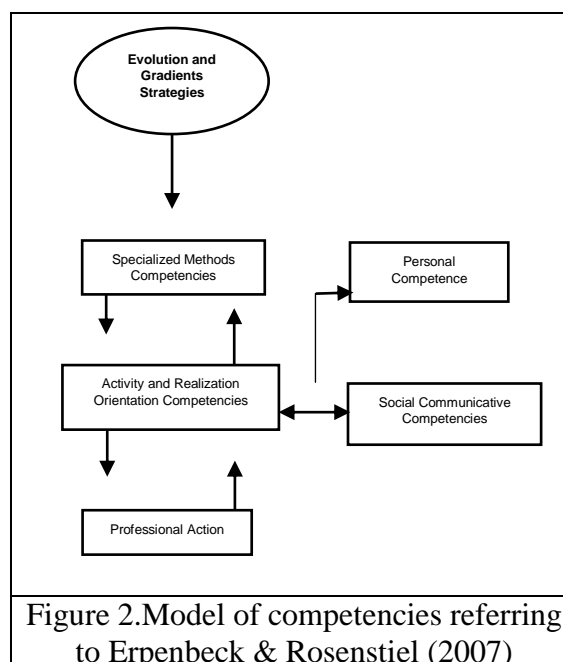 Evolution and
Gradients
Strategies
Specialized Methods
Competencies
Personal
Competence
Activity and Realization
Orientation Competencies
Social Communicative
Competencies
Professional Action
Figure 2.Model of competencies referring
to Erpenbeck & Rosenstiel (2007)